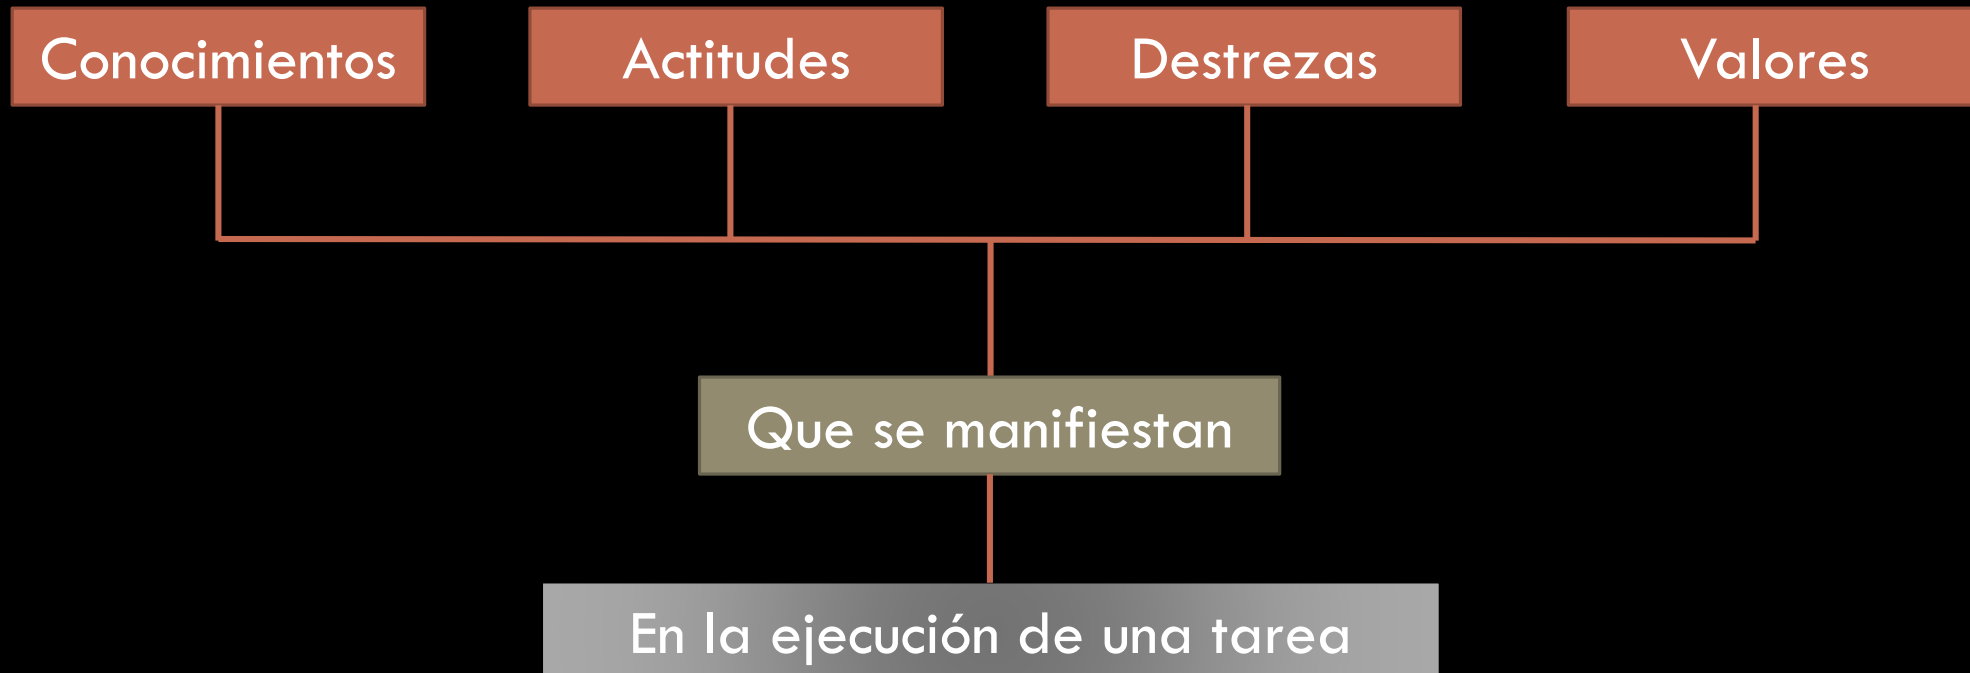 Conocimientos
Actitudes
Destrezas
Valores
Que se manifiestan
En la ejecución de una tarea